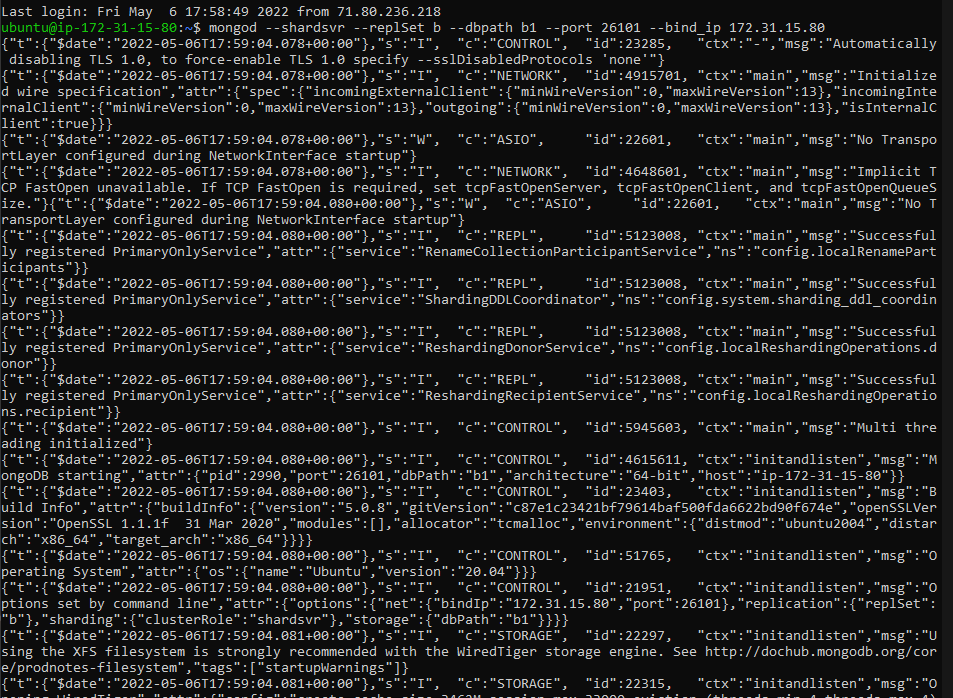 Last login: Fri May  6 17:58:49 2022 from 71.80.236.218
ubuntu@ip-172-31-15-80:~$ mongod --shardsvr --replSet b --dbpath b1 --port 26101 --bind_ip 172.31.15.80
{"t":{"$date":"2022-05-06T17:59:04.078+00:00"},"s":"I",  "c":"CONTROL",  "id":23285,   "ctx":"-","msg":"Automatically
 disabling TLS 1.0, to force-enable TLS 1.0 specify --sslDisabledProtocols 'none'"}
{"t":{"$date":"2022-05-06T17:59:04.078+00:00"},"s":"I",  "c":"NETWORK",  "id":4915701, "ctx":"main","msg":"Initialize
d wire specification","attr":{"spec":{"incomingExternalClient":{"minWireVersion":0,"maxWireVersion":13},"incomingInte
rnalClient":{"minWireVersion":0,"maxWireVersion":13},"outgoing":{"minWireVersion":0,"maxWireVersion":13},"isInternalC
lient":true}}}
{"t":{"$date":"2022-05-06T17:59:04.078+00:00"},"s":"W",  "c":"ASIO",     "id":22601,   "ctx":"main","msg":"No Transpo
rtLayer configured during NetworkInterface startup"}
{"t":{"$date":"2022-05-06T17:59:04.078+00:00"},"s":"I",  "c":"NETWORK",  "id":4648601, "ctx":"main","msg":"Implicit T
CP FastOpen unavailable. If TCP FastOpen is required, set tcpFastOpenServer, tcpFastOpenClient, and tcpFastOpenQueueS
ize."}{"t":{"$date":"2022-05-06T17:59:04.080+00:00"},"s":"W",  "c":"ASIO",     "id":22601,   "ctx":"main","msg":"No T
ransportLayer configured during NetworkInterface startup"}
{"t":{"$date":"2022-05-06T17:59:04.080+00:00"},"s":"I",  "c":"REPL",     "id":5123008, "ctx":"main","msg":"Successful
ly registered PrimaryOnlyService","attr":{"service":"RenameCollectionParticipantService","ns":"config.localRenamePart
icipants"}}
{"t":{"$date":"2022-05-06T17:59:04.080+00:00"},"s":"I",  "c":"REPL",     "id":5123008, "ctx":"main","msg":"Successful
ly registered PrimaryOnlyService","attr":{"service":"ShardingDDLCoordinator","ns":"config.system.sharding_ddl_coordin
ators"}}
{"t":{"$date":"2022-05-06T17:59:04.080+00:00"},"s":"I",  "c":"REPL",     "id":5123008, "ctx":"main","msg":"Successful
ly registered PrimaryOnlyService","attr":{"service":"ReshardingDonorService","ns":"config.localReshardingOperations.d
onor"}}
{"t":{"$date":"2022-05-06T17:59:04.080+00:00"},"s":"I",  "c":"REPL",     "id":5123008, "ctx":"main","msg":"Successful
ly registered PrimaryOnlyService","attr":{"service":"ReshardingRecipientService","ns":"config.localReshardingOperatio
ns.recipient"}}
{"t":{"$date":"2022-05-06T17:59:04.080+00:00"},"s":"I",  "c":"CONTROL",  "id":5945603, "ctx":"main","msg":"Multi thre
ading initialized"}
{"t":{"$date":"2022-05-06T17:59:04.080+00:00"},"s":"I",  "c":"CONTROL",  "id":4615611, "ctx":"initandlisten","msg":"M
ongoDB starting","attr":{"pid":2990,"port":26101,"dbPath":"b1","architecture":"64-bit","host":"ip-172-31-15-80"}}
{"t":{"$date":"2022-05-06T17:59:04.080+00:00"},"s":"I",  "c":"CONTROL",  "id":23403,   "ctx":"initandlisten","msg":"B
uild Info","attr":{"buildInfo":{"version":"5.0.8","gitVersion":"c87e1c23421bf79614baf500fda6622bd90f674e","openSSLVer
sion":"OpenSSL 1.1.1f  31 Mar 2020","modules":[],"allocator":"tcmalloc","environment":{"distmod":"ubuntu2004","distar
ch":"x86_64","target_arch":"x86_64"}}}}
{"t":{"$date":"2022-05-06T17:59:04.080+00:00"},"s":"I",  "c":"CONTROL",  "id":51765,   "ctx":"initandlisten","msg":"O
perating System","attr":{"os":{"name":"Ubuntu","version":"20.04"}}}
{"t":{"$date":"2022-05-06T17:59:04.080+00:00"},"s":"I",  "c":"CONTROL",  "id":21951,   "ctx":"initandlisten","msg":"O
ptions set by command line","attr":{"options":{"net":{"bindIp":"172.31.15.80","port":26101},"replication":{"replSet":
"b"},"sharding":{"clusterRole":"shardsvr"},"storage":{"dbPath":"b1"}}}}
{"t":{"$date":"2022-05-06T17:59:04.081+00:00"},"s":"I",  "c":"STORAGE",  "id":22297,   "ctx":"initandlisten","msg":"U
sing the XFS filesystem is strongly recommended with the WiredTiger storage engine. See http://dochub.mongodb.org/cor
e/prodnotes-filesystem","tags":["startupWarnings"]}
{"t":{"$date":"2022-05-06T17:59:04.081+00:00"},"s":"I",  "c":"STORAGE",  "id":22315,   "ctx":"initandlisten","msg":"O